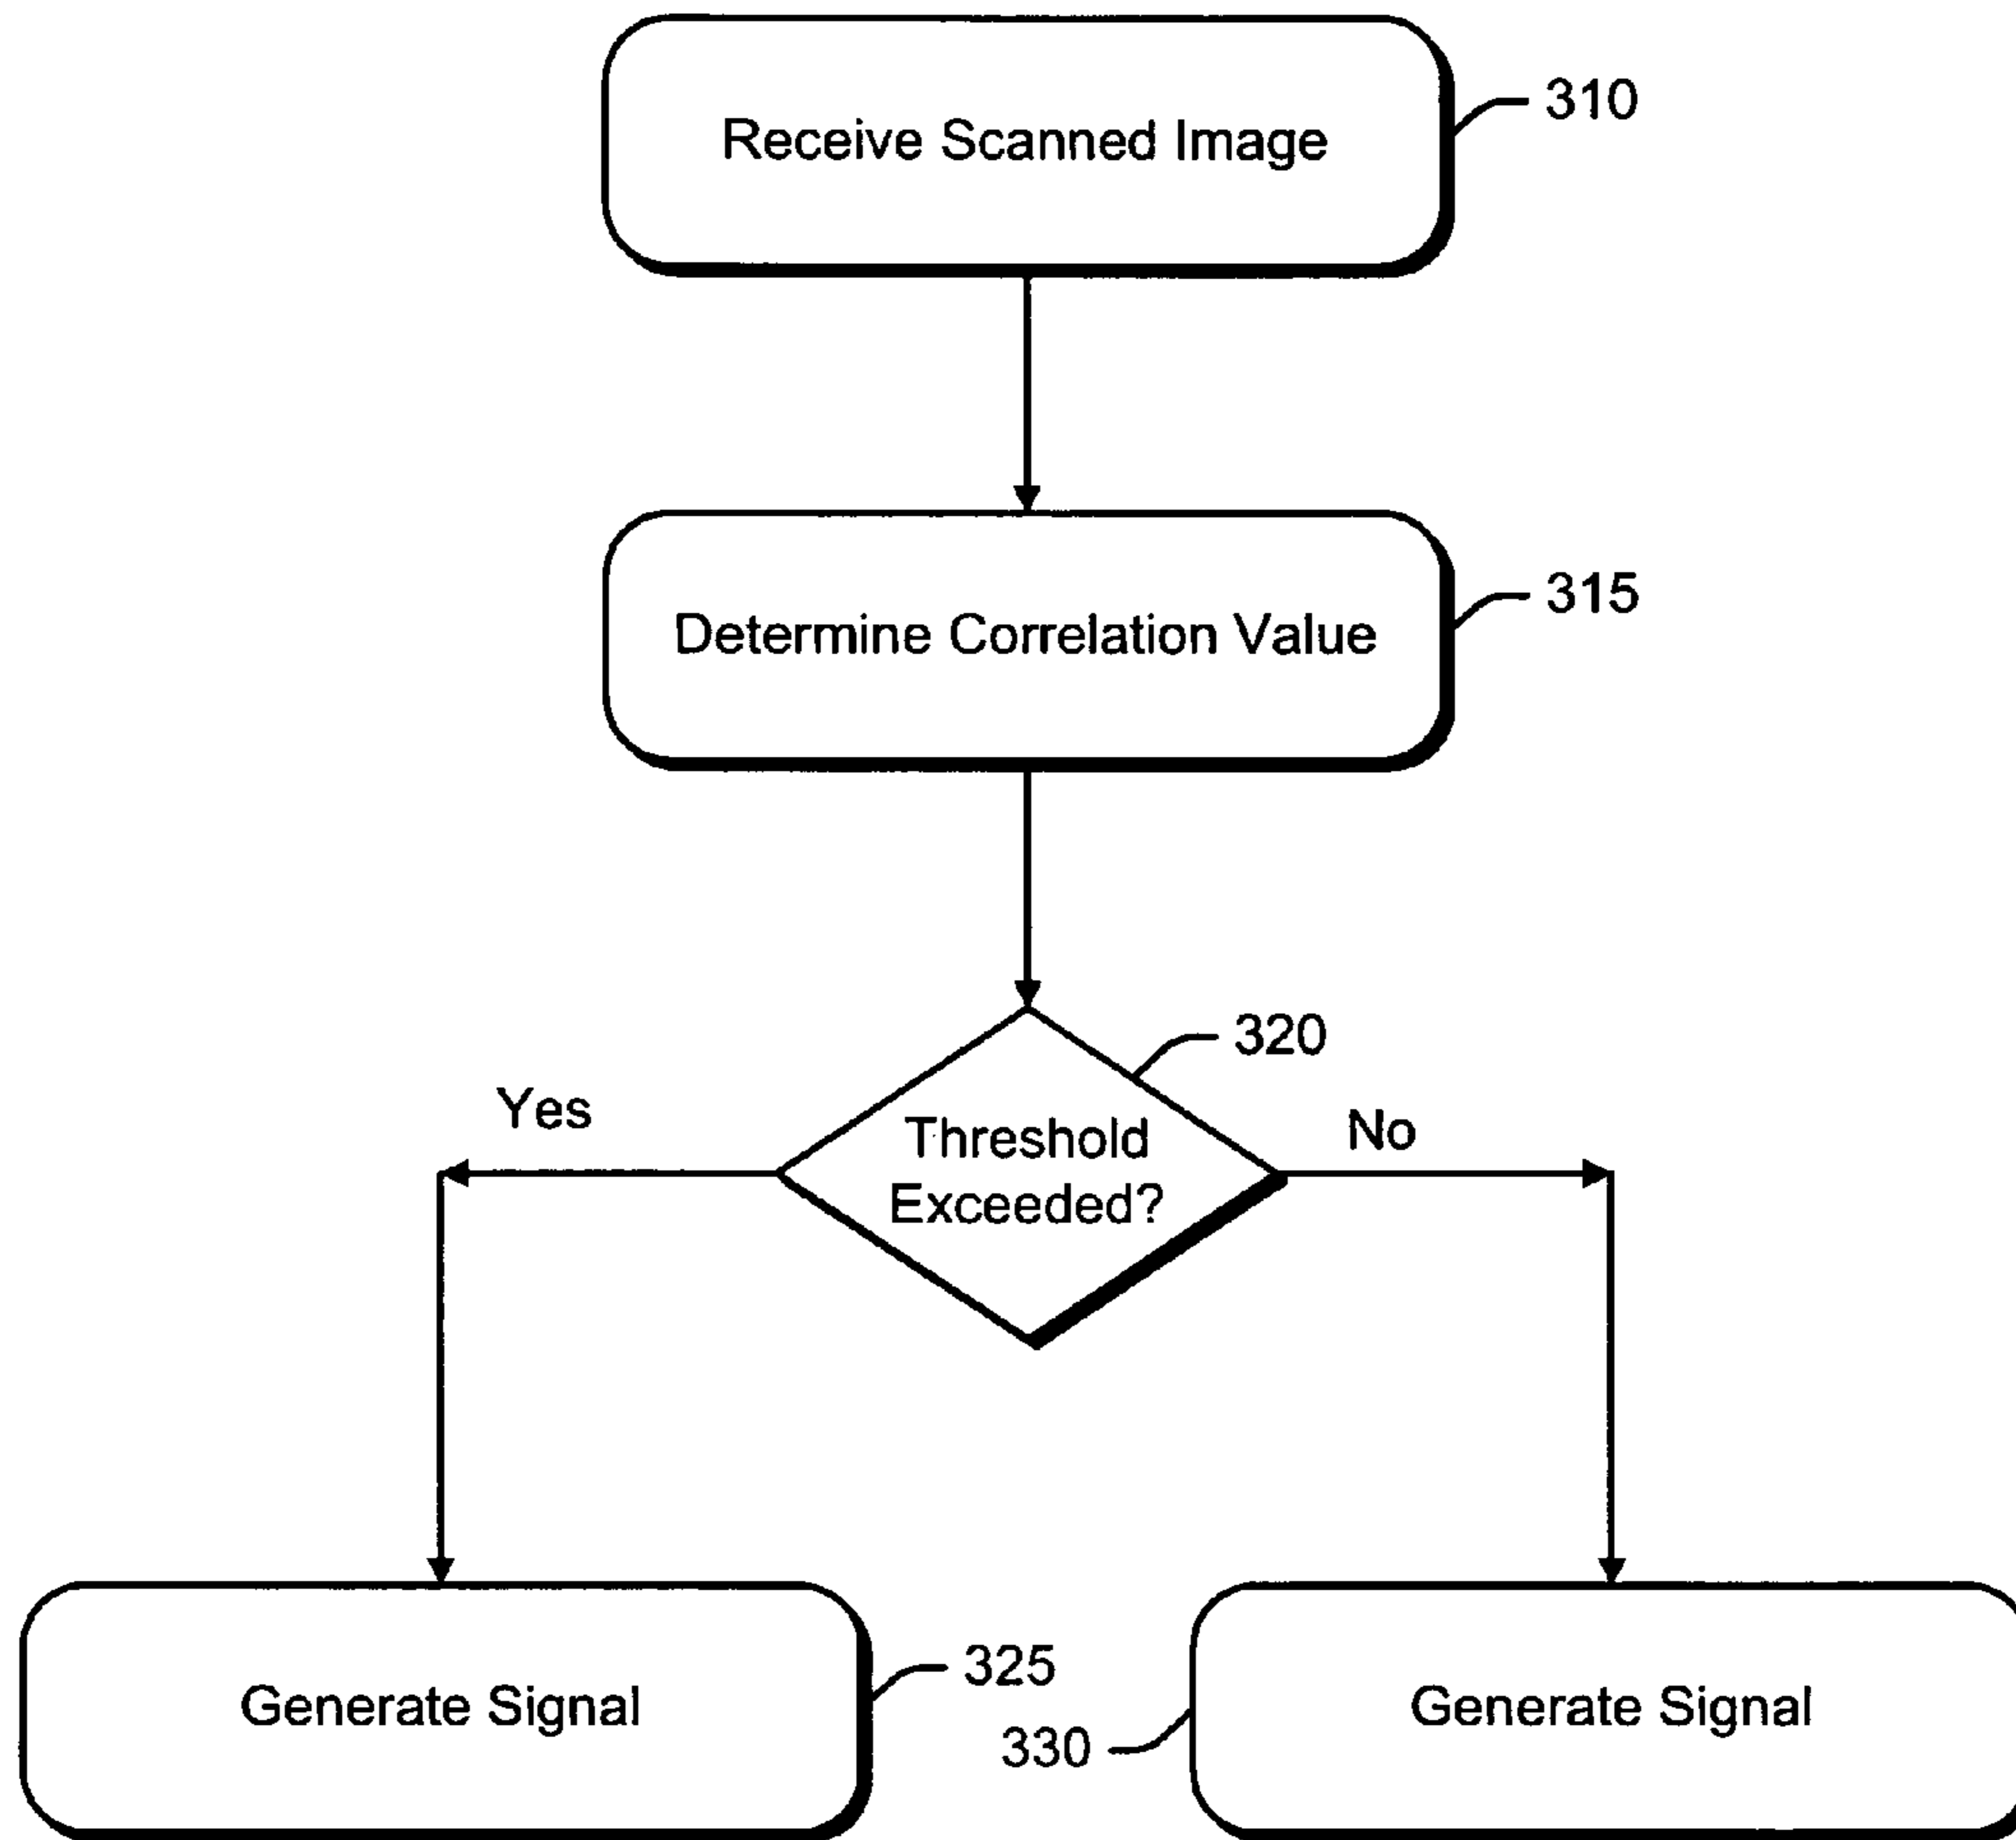 Receive Scanned Image
310
Determine Correlation Value
315
320
Yes
Threshold
Exceeded?
No
Generate Signal
325
330
Generate Signal